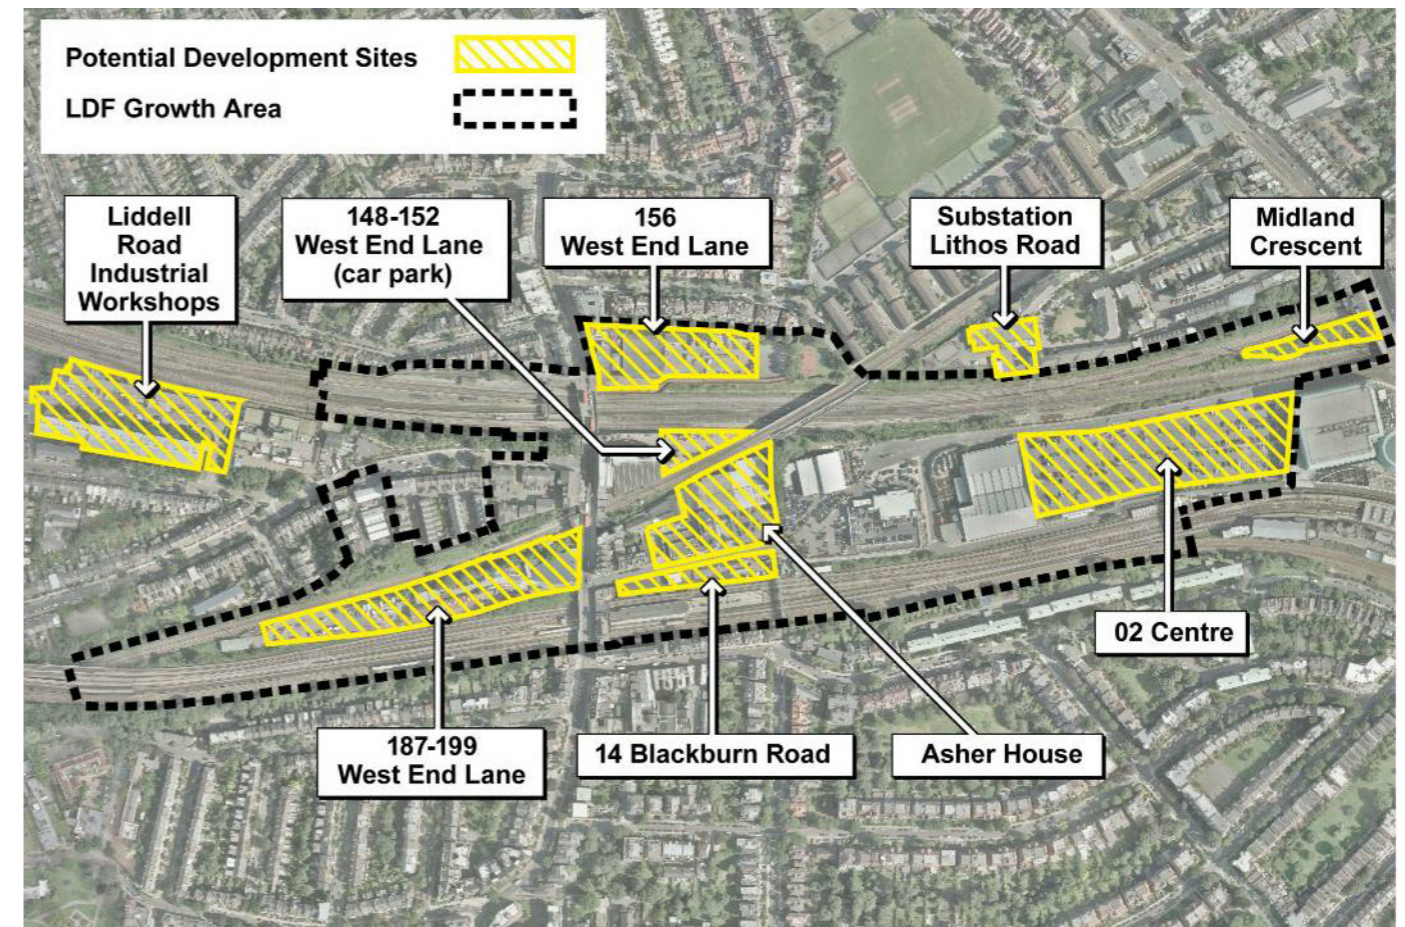 Potential Development Sites
LDF Growth Area
Liddell
Road
Industrial
Workshops
148-152
West End Lane
(car park)
156
West End Lane
Substation
Lithos Road
Midland
Crescent
02 Centre
187-199
West End Lane
14 Blackburn Road
Asher House